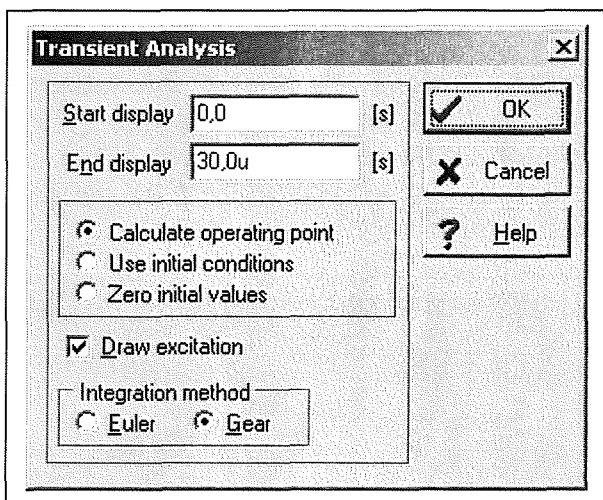 Transient Analysis
Start display 0,0 [s]
End display 30,0u [s]
Calculate operating point
Use initial conditions
Zero initial values
Draw excitation
Integration method
Euler Gear
OK
Cancel
Help